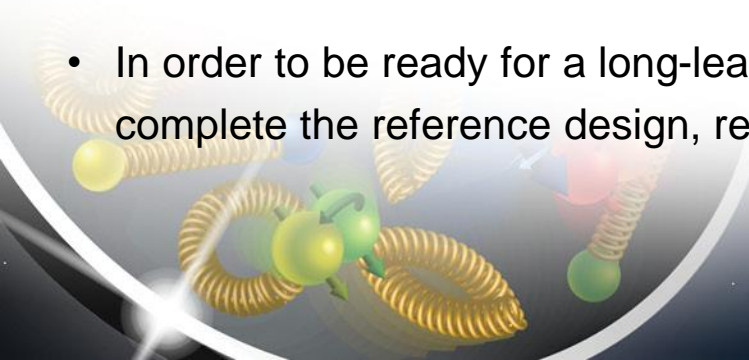 • In order to be ready for a long-lea
complete the reference design, re